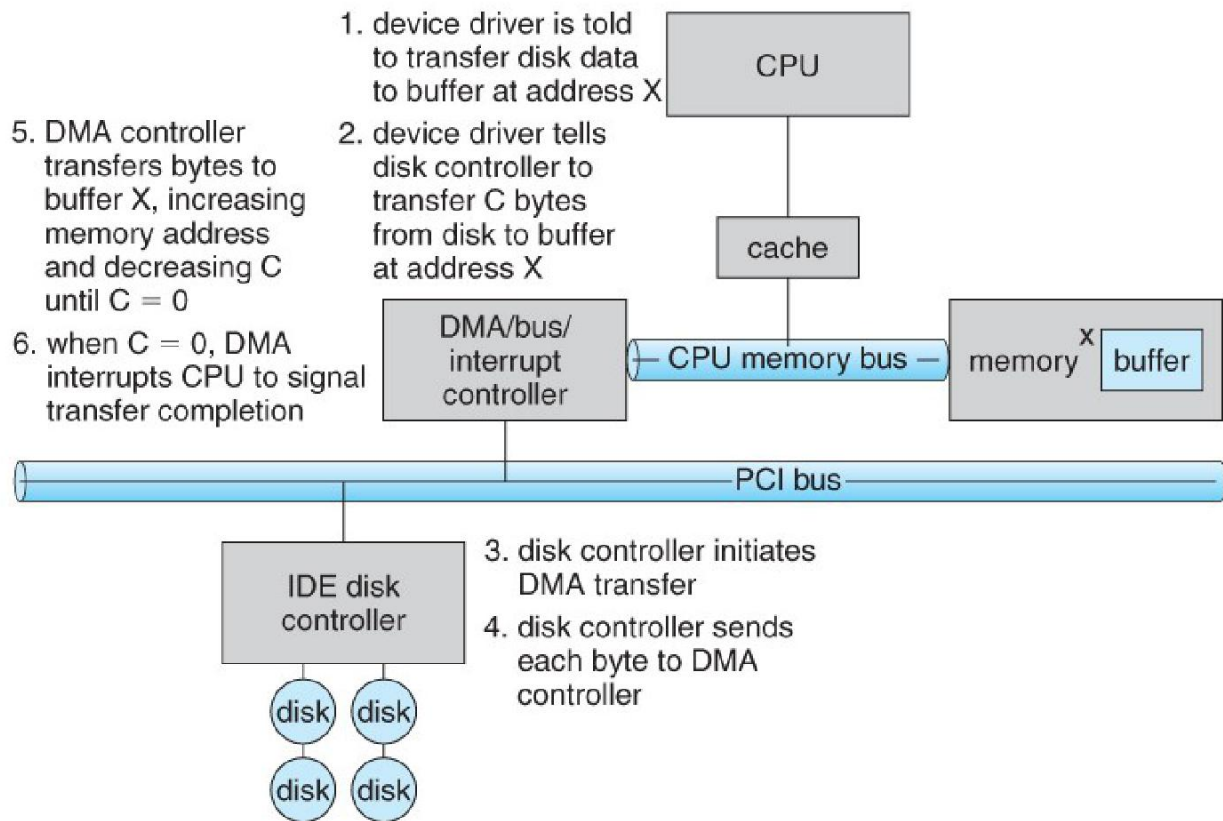 1. device driver is told
to transfer disk data
to buffer at address X
CPU
5. DMA controller
transfers bytes to
buffer X, increasing
memory address
and decreasing C
until C = 0
2. device driver tells
disk controller to
transfer C bytes
from disk to buffer
at address X
cache
6. when C = 0, DMA
interrupts CPU to signal
transfer completion
DMA/bus/
interrupt
controller
CPU memory bus
memory
x
buffer
PCI bus
IDE disk
controller
3. disk controller initiates
DMA transfer
4. disk controller sends
each byte to DMA
controller
disk
disk
disk
disk